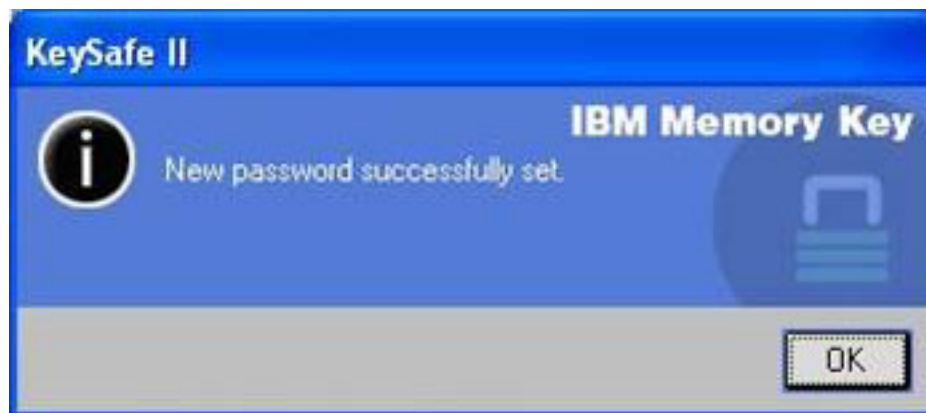 KeySafe II
IBM Memory Key
i
New password successfully set.
OK